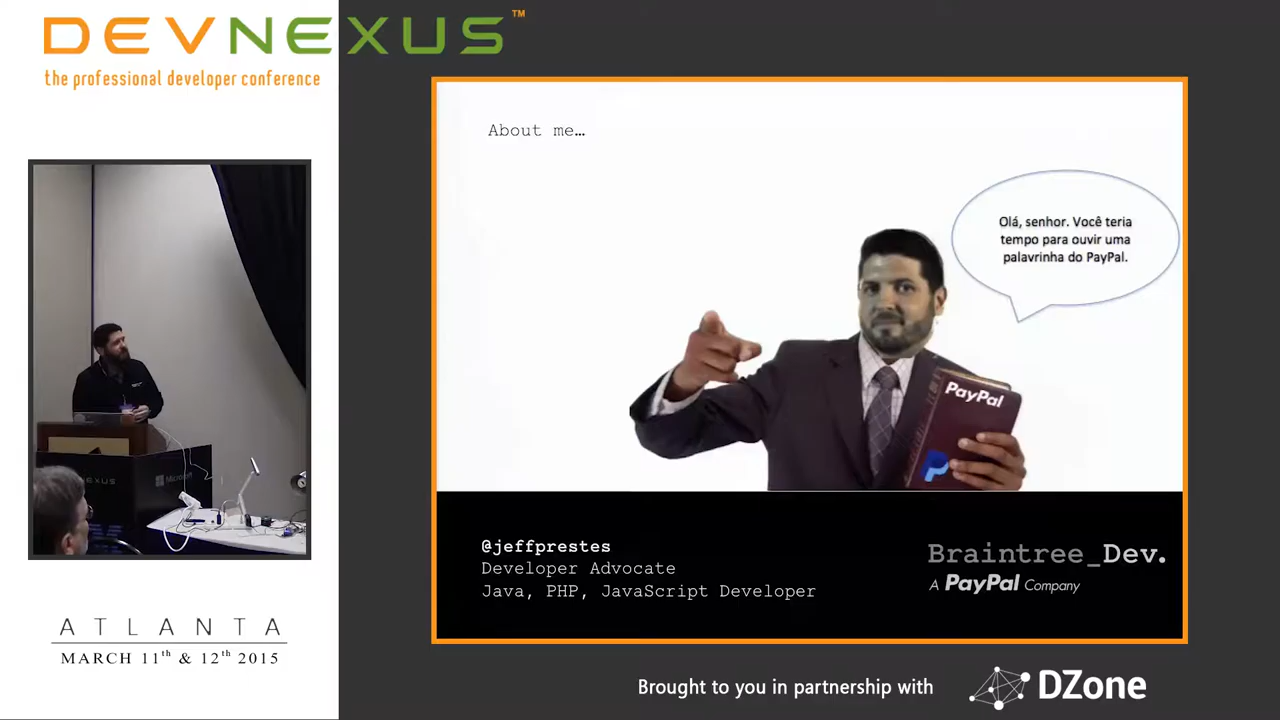 DEVNEXUS™
the professional developer conference
About me…
Olá, senhor. Você teria
tempo para ouvir uma
palavrinha do PayPal.
PayPal
@jeffprestes
Developer Advocate
Java, PHP, JavaScript Developer
Braintree_Dev.
A PayPal Company
EXUS
Microsoft
ATLANTA
MARCH 11th & 12th 2015
Brought to you in partnership with
DZone